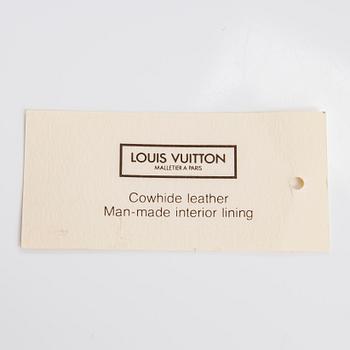 LOUIS VUITTON
MALLETIER A PARIS
Cowhide leather
Man-made interior lining